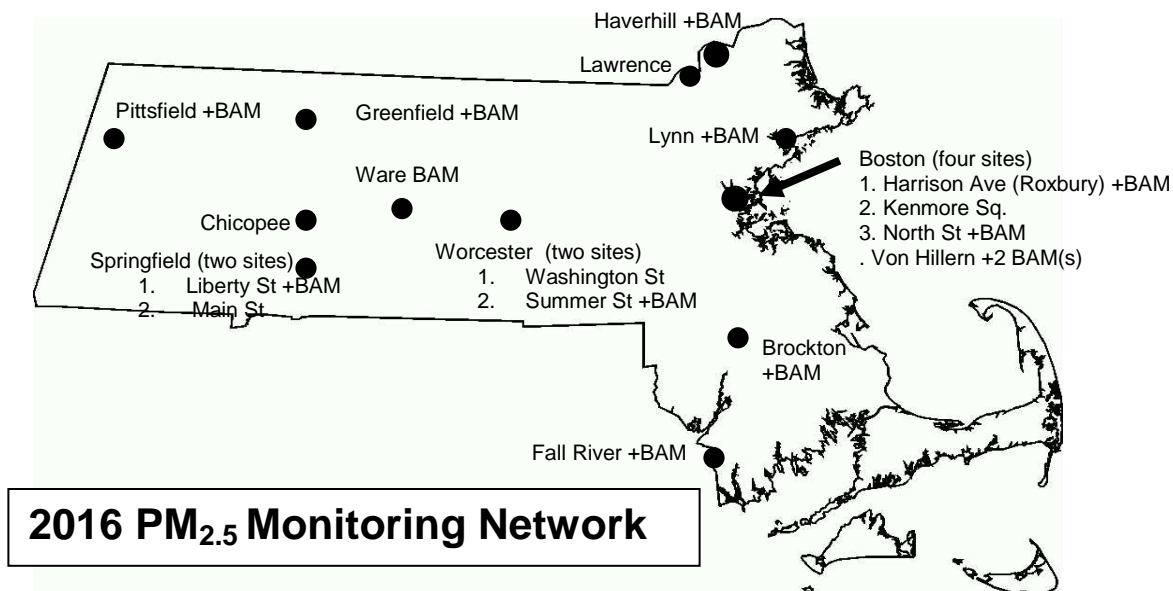 Haverhill +BAM
Lawrence
Pittsfield +BAM
Greenfield +BAM
Lynn +BAM
Boston (four sites)
1. Harrison Ave (Roxbury) +BAM
2. Kenmore Sq.
3. North St +BAM
. Von Hillern +2 BAM(s)
Ware BAM
Chicopee
Springfield (two sites)
1. Liberty St +BAM
2. Main St
Worcester (two sites)
1. Washington St
2. Summer St +BAM
Brockton
+BAM
Fall River +BAM
2016 PM2.5 Monitoring Network